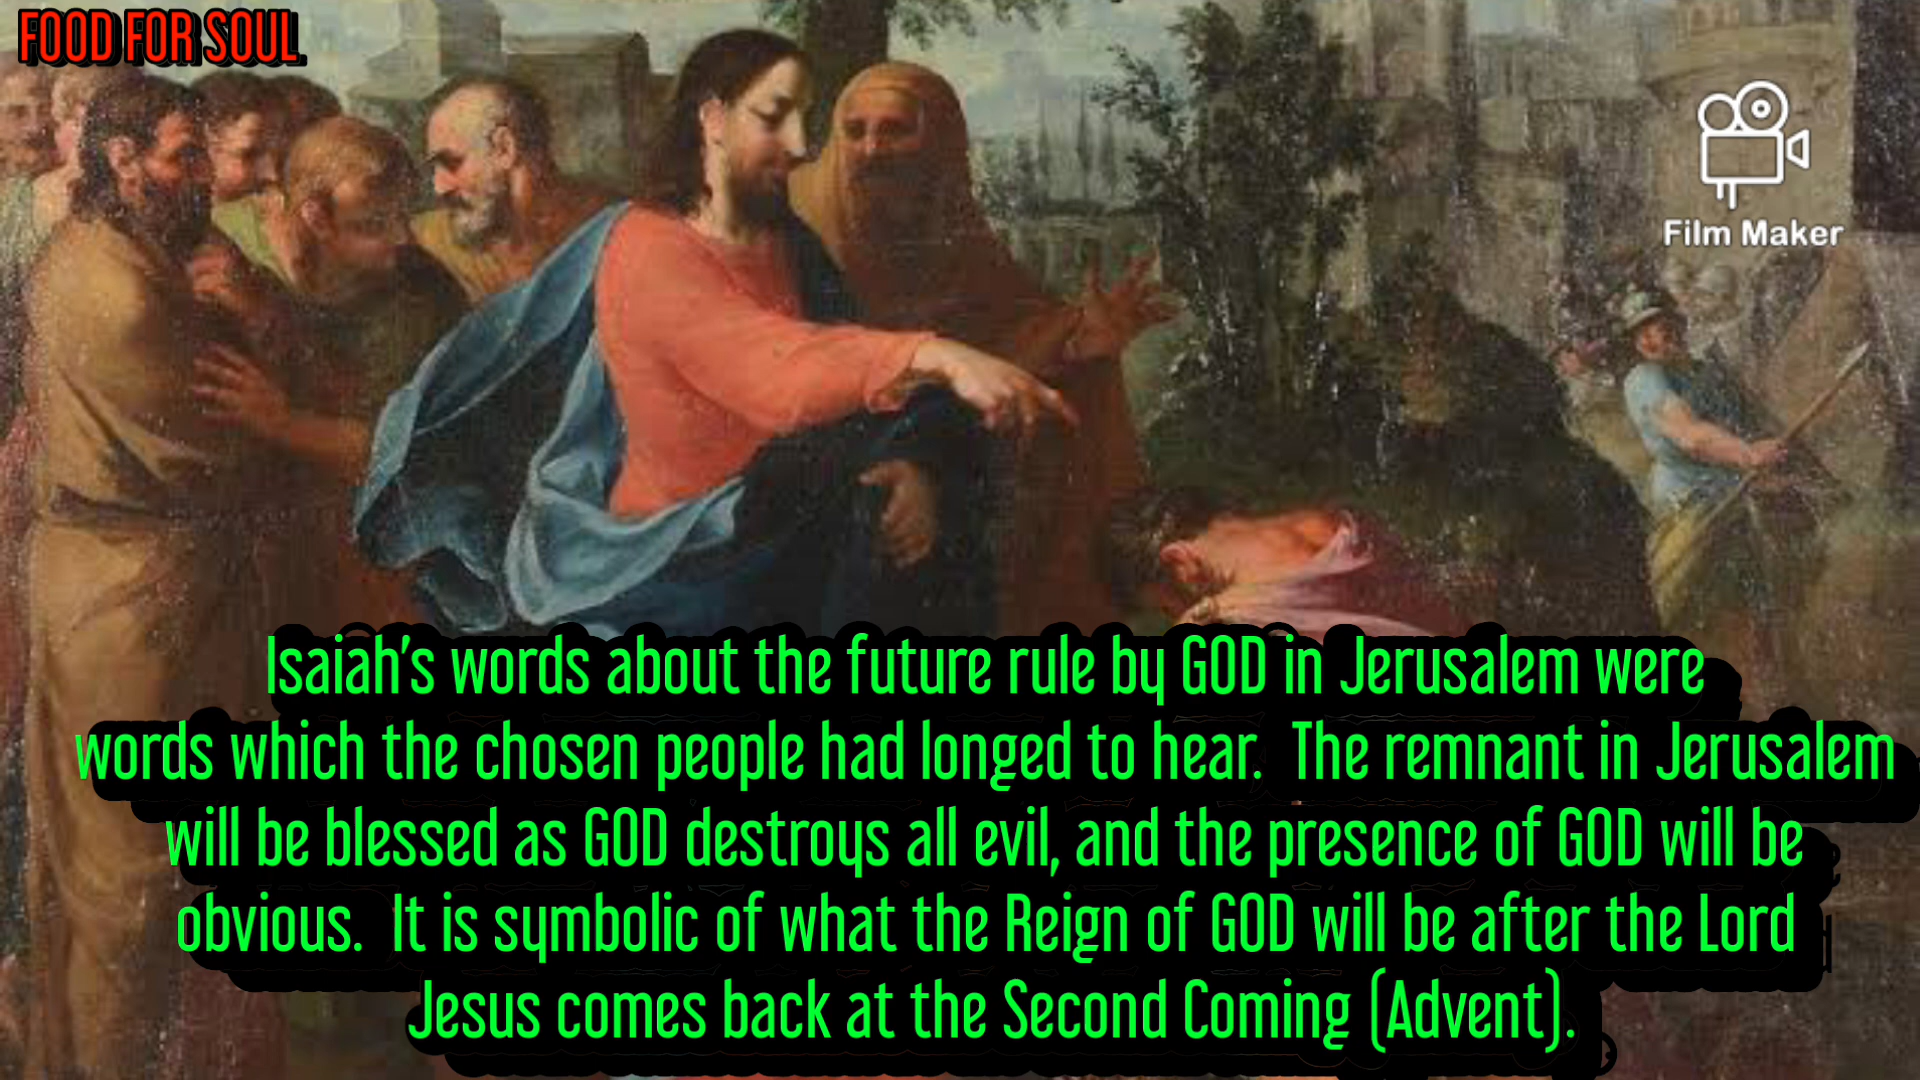 FOOD FOR SOUL
Film Maker
Isaiah's words about the future rule by GOD in Jerusalem were
words which the chosen people had longed to hear.  The remnant in Jerusalem
will be blessed as GOD destroys all evil, and the presence of GOD will be
obvious.  It is symbolic of what the Reign of GOD will be after the Lord
Jesus comes back at the Second Coming (Advent).